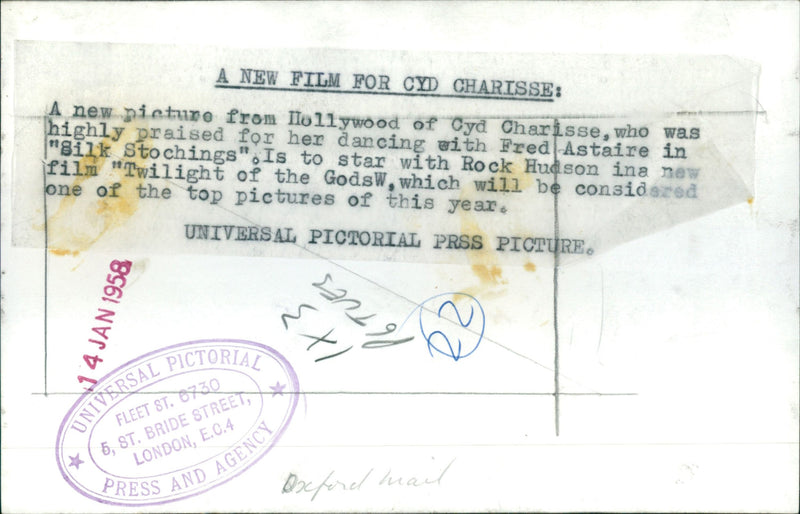 A NEW FILM FOR CYD CHARISSE:
A new picture from Hollywood of Cyd Charisse,who was
highly praised for her dancing with Fred Astaire in
"Silk Stochings".Is to star with Rock Hudson ina new
film "Twilight of the GodsW,which will be considered
one of the top pictures of this year.
UNIVERSAL PICTORIAL PRSS PICTURE.
14 JAN 1958
1 X 3
22
UNIVERSAL PICTORIAL
FLEET ST. 6730
5, ST. BRIDE STREET,
LONDON, E.C.4
PRESS AND AGENCY
Oxford Mail